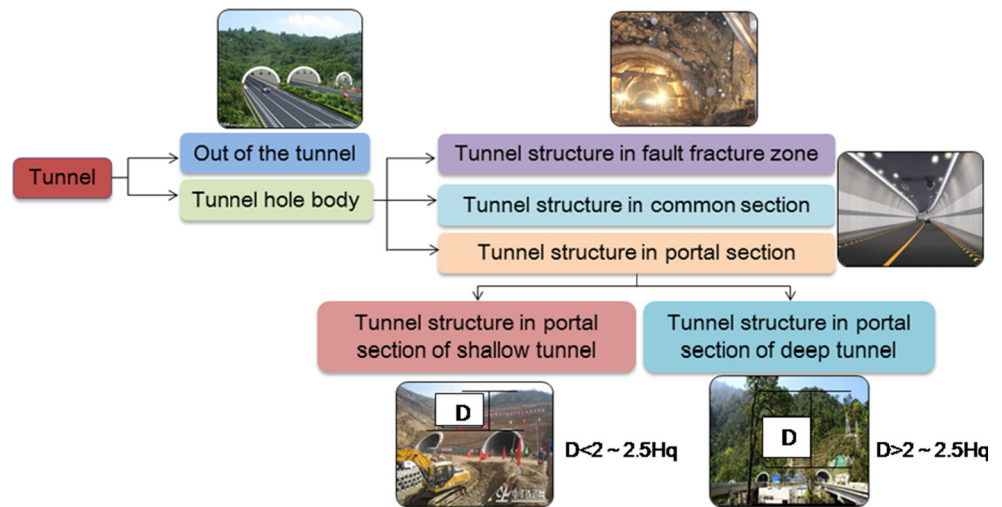 Out of the tunnel
Tunnel
Tunnel hole body
Tunnel structure in fault fracture zone
Tunnel structure in common section
Tunnel structure in portal section
Tunnel structure in portal
section of shallow tunnel
Tunnel structure in portal
section of deep tunnel
D
D<2~2.5Hq
D
D>2~2.5Hq